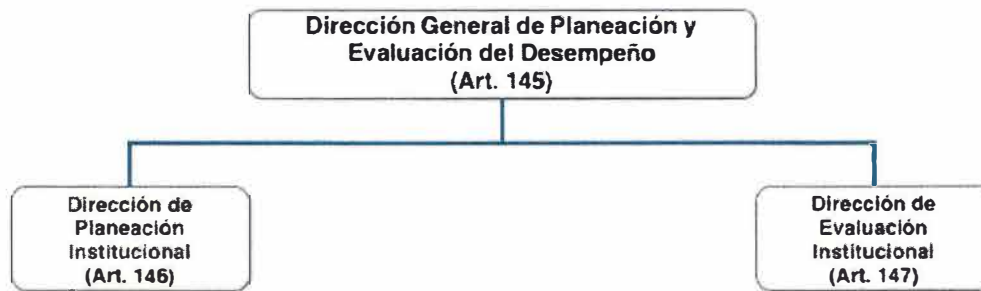 Dirección General de Planeación y
Evaluación del Desempeño
(Art. 145)
Dirección de
Planeación
Institucional
(Art. 146)
Dirección de
Evaluación
Institucional
(Art. 147)